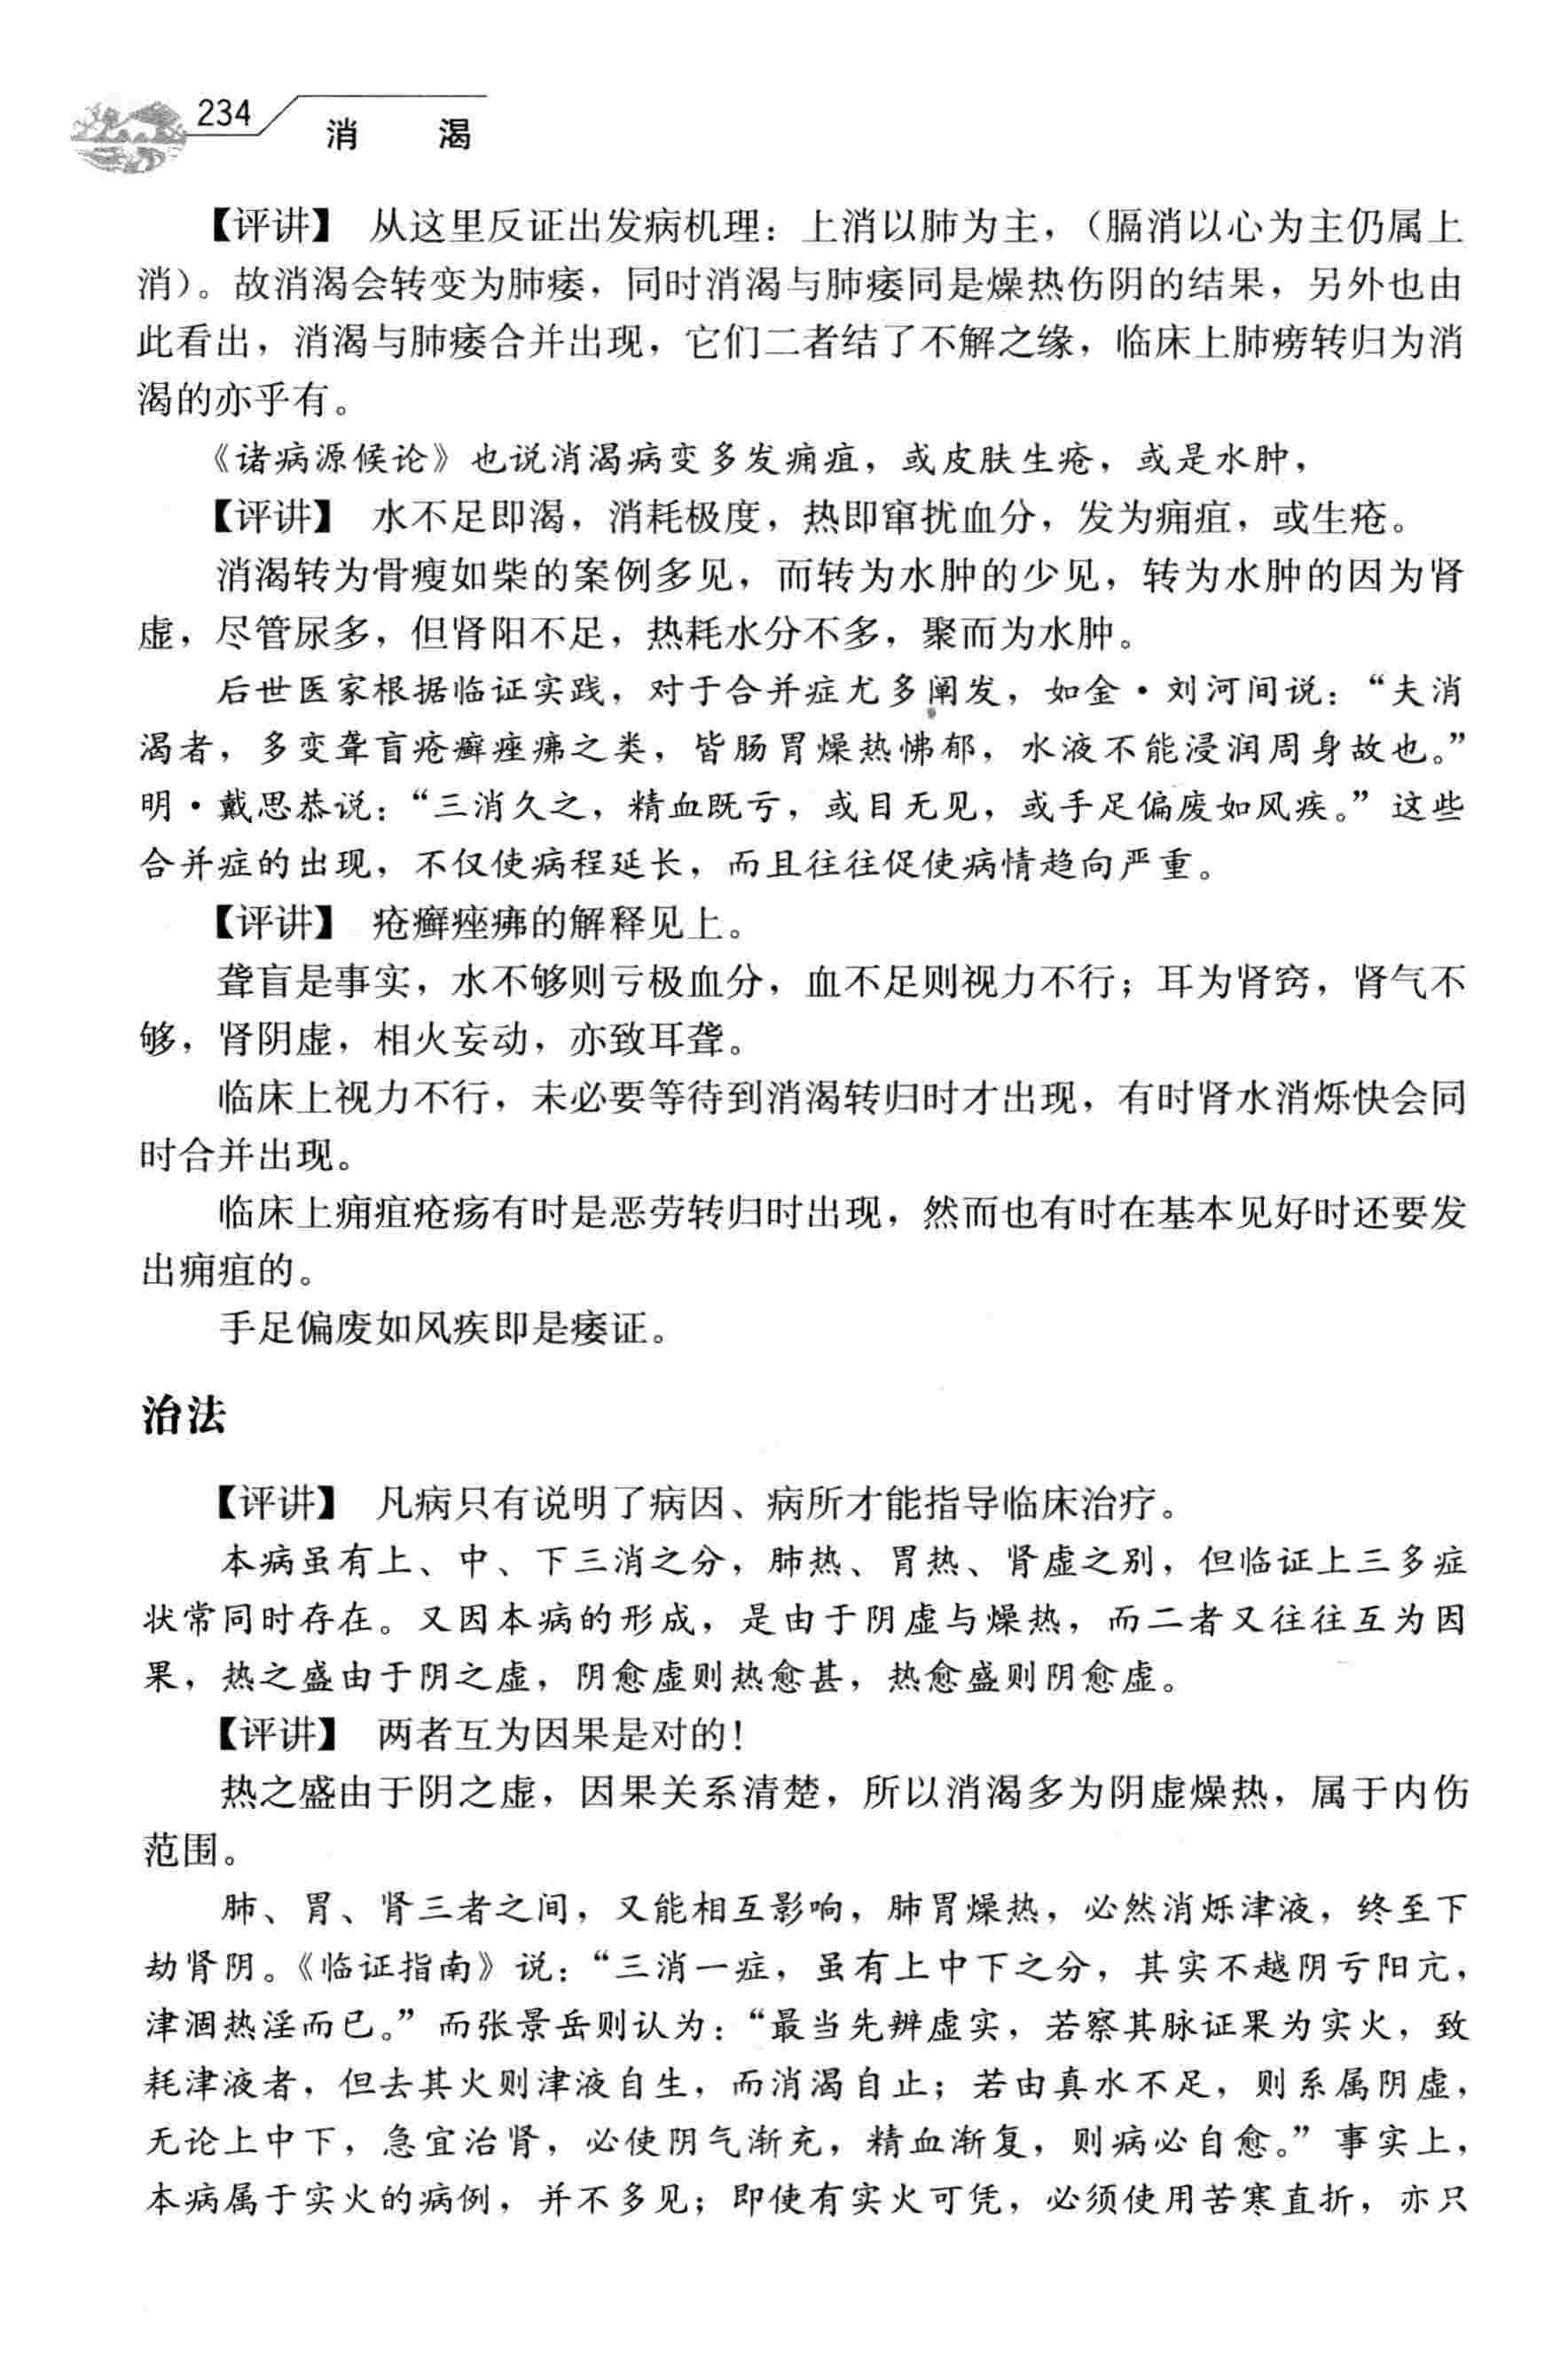 234
消 渴
【评讲】 从这里反证出发病机理：上消以肺为主，（膈消以心为主仍属上
消）。故消渴会转变为肺痿，同时消渴与肺痿同是燥热伤阴的结果，另外也由
此看出，消渴与肺痿合并出现，它们二者结了不解之缘，临床上肺痨转归为消
渴的亦乎有。
《诸病源候论》也说消渴病变多发痈疽，或皮肤生疮，或是水肿，
【评讲】 水不足即渴，消耗极度，热即窜扰血分，发为痈疽，或生疮。
消渴转为骨瘦如柴的案例多见，而转为水肿的少见，转为水肿的因为肾
虚，尽管尿多，但肾阳不足，热耗水分不多，聚而为水肿。
后世医家根据临证实践，对于合并症尤多阐发，如金·刘河间说：“夫消
渴者，多变聋盲疮癣痤疿之类，皆肠胃燥热怫郁，水液不能浸润周身故也。”
明·戴思恭说：“三消久之，精血既亏，或目无见，或手足偏废如风疾。”这些
合并症的出现，不仅使病程延长，而且往往促使病情趋向严重。
【评讲】 疮癣痤疿的解释见上。
聋盲是事实，水不够则亏极血分，血不足则视力不行；耳为肾窍，肾气不
够，肾阴虚，相火妄动，亦致耳聋。
临床上视力不行，未必要等待到消渴转归时才出现，有时肾水消烁快会同
时合并出现。
临床上痈疽疮疡有时是恶劳转归时出现，然而也有时在基本见好时还要发
出痈疽的。
手足偏废如风疾即是痿证。
治法
【评讲】 凡病只有说明了病因、病所才能指导临床治疗。
本病虽有上、中、下三消之分，肺热、胃热、肾虚之别，但临证上三多症
状常同时存在。又因本病的形成，是由于阴虚与燥热，而二者又往往互为因
果，热之盛由于阴之虚，阴愈虚则热愈甚，热愈盛则阴愈虚。
【评讲】 两者互为因果是对的！
热之盛由于阴之虚，因果关系清楚，所以消渴多为阴虚燥热，属于内伤
范围。
肺、胃、肾三者之间，又能相互影响，肺胃燥热，必然消烁津液，终至下
劫肾阴。《临证指南》说：“三消一症，虽有上中下之分，其实不越阴亏阳亢，
津涸热淫而已。”而张景岳则认为：“最当先辨虚实，若察其脉证果为实火，致
耗津液者，但去其火则津液自生，而消渴自止；若由真水不足，则系属阴虚，
无论上中下，急宜治肾，必使阴气渐充，精血渐复，则病必自愈。”事实上，
本病属于实火的病例，并不多见；即使有实火可凭，必须使用苦寒直折，亦只